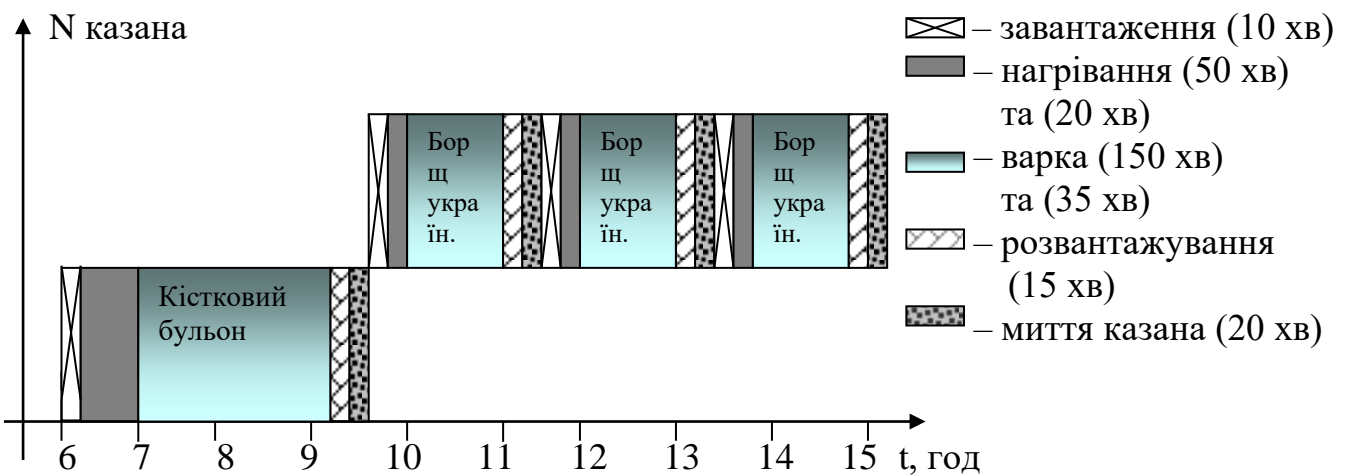 N казана
– завантаження (10 хв)
– нагрівання (50 хв)
та (20 хв)
– варка (150 хв)
та (35 хв)
– розвантажування
(15 хв)
– миття казана (20 хв)
Бор
щ
укра
їн.
Бор
щ
укра
їн.
Бор
щ
укра
їн.
Кістковий
бульон
6 7 8 9 10 11 12 13 14 15 t, год